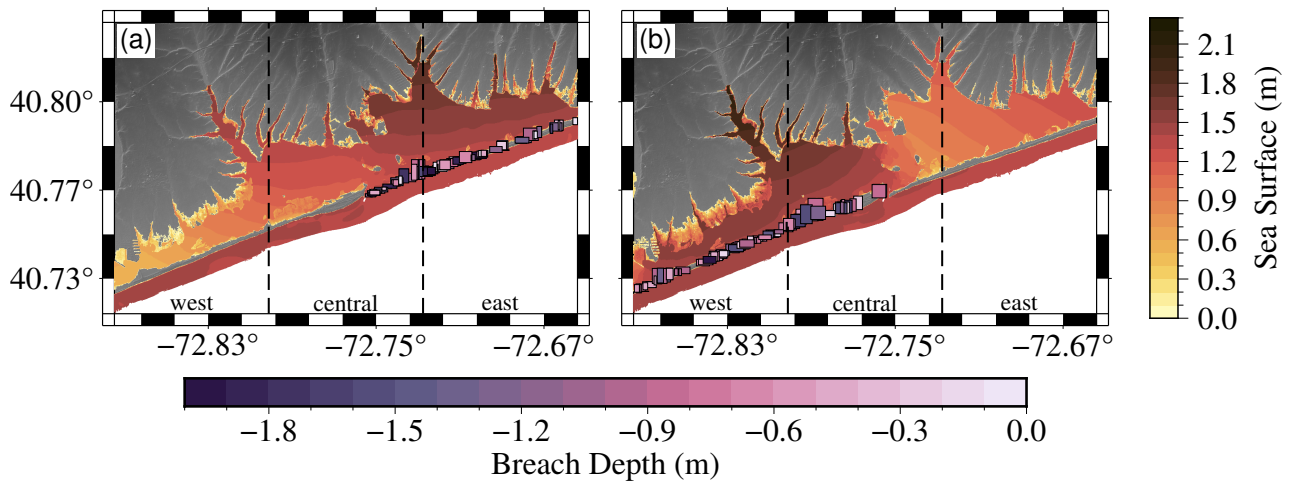 (a) (b)
40.80°
40.77°
40.73°
west central east west central east
−72.83° −72.75° −72.67° −72.83° −72.75° −72.67°
2.1
1.8
1.5
1.2
0.9
0.6
0.3
0.0
Sea Surface (m)
−1.8 −1.5 −1.2 −0.9 −0.6 −0.3 0.0
Breach Depth (m)